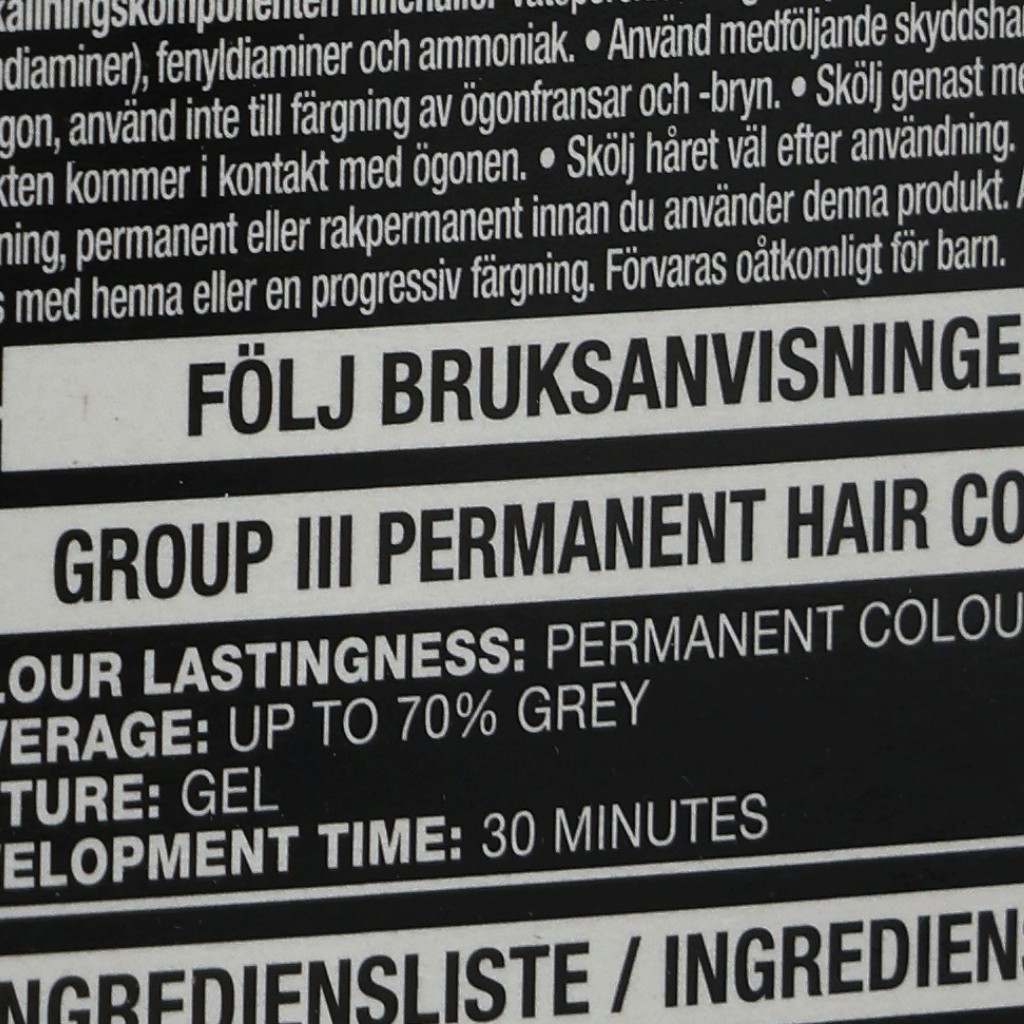 diaminer), fenyldiaminer och ammoniak. • Använd medföljande
gon, använd inte till färgning av ögonfransar och -bryn. • Skölj genast
kten kommer i kontakt med ögonen. • Skölj håret väl efter användning.
ning, permanent eller rakpermanent innan du använder denna produkt.
s med henna eller en progressiv färgning. Förvaras oåtkomligt för barn.
FÖLJ BRUKSANVISNINGE
GROUP III PERMANENT HAIR CO
LOUR LASTINGNESS: PERMANENT COLOU
VERAGE: UP TO 70% GREY
TURE: GEL
ELOPMENT TIME: 30 MINUTES
NGREDIENSLISTE / INGREDIENS